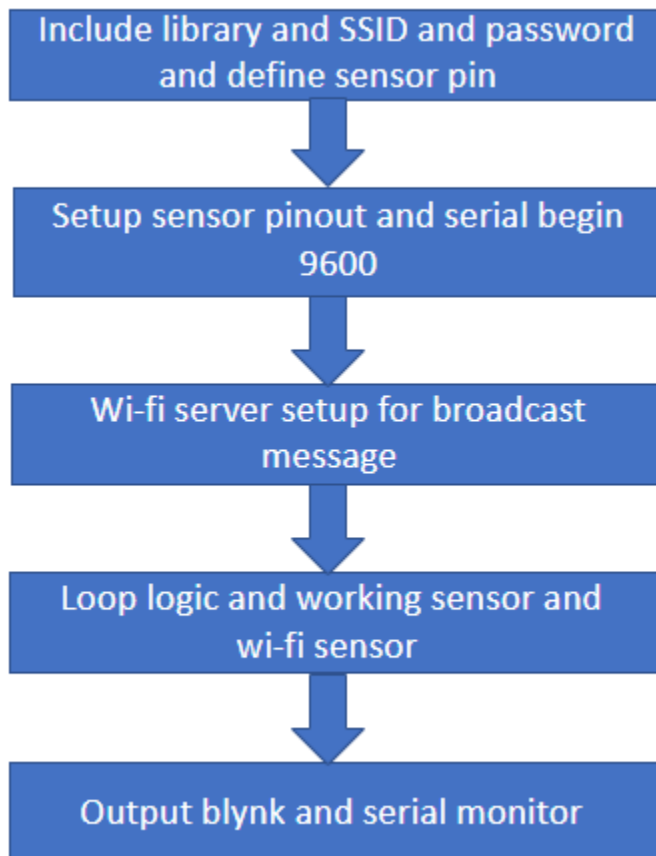 Include library and SSID and password
and define sensor pin
Setup sensor pinout and serial begin
9600
Wi-fi server setup for broadcast
message
Loop logic and working sensor and
wi-fi sensor
Output blynk and serial monitor